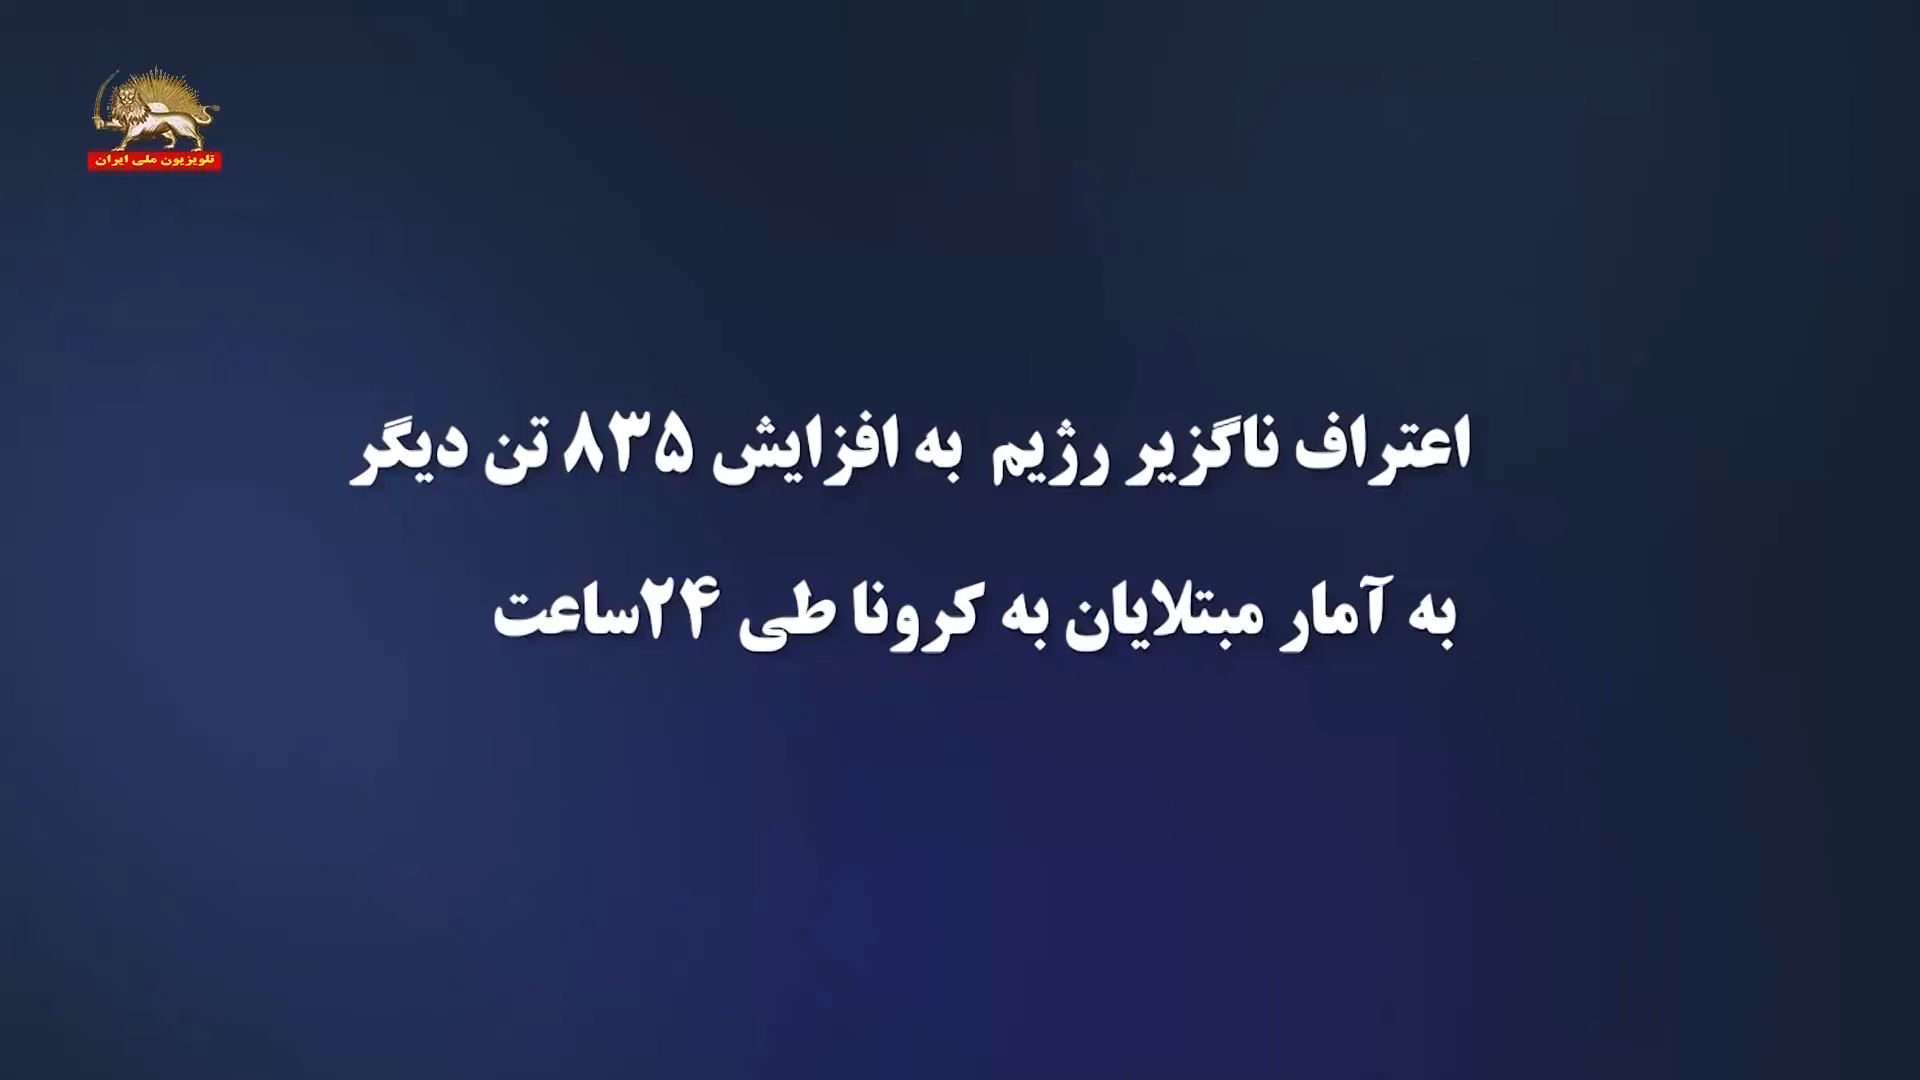 تلویزیون ملی ایران
اعتراف ناگزیر رژیم به افزایش ۸۳۵ تن دیگر
به آمار مبتلایان به کرونا طی ۲۴ساعت